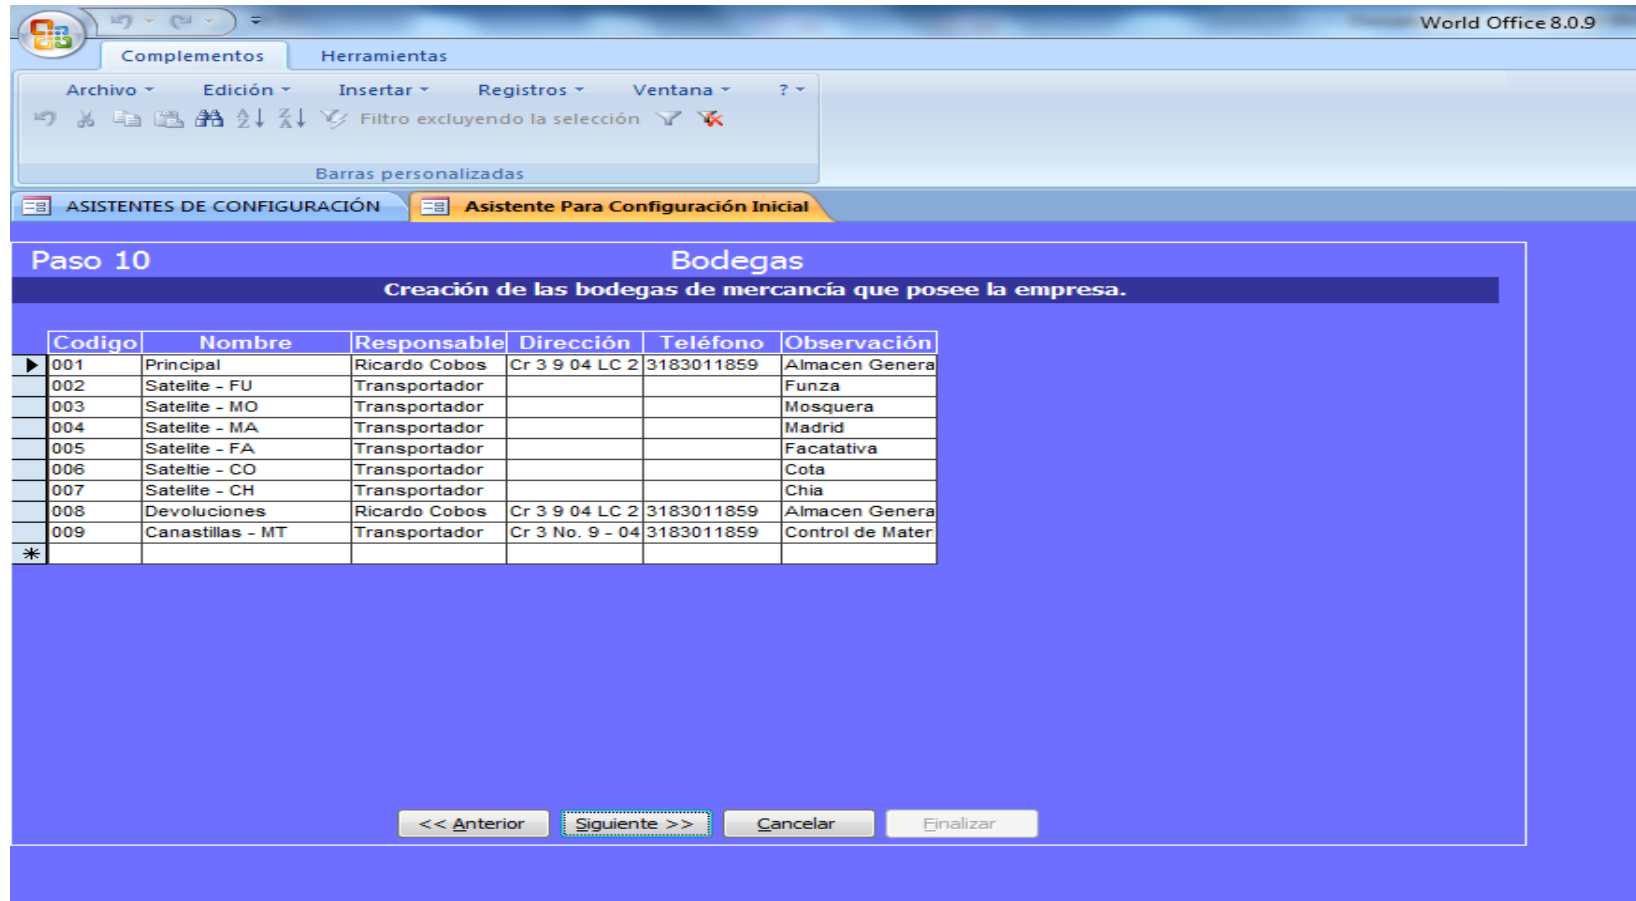 World Office 8.0.9
Complementos Herramientas
Archivo Edición Insertar Registros Ventana ?
Filtro excluyendo la selección
Barras personalizadas
ASISTENTES DE CONFIGURACIÓN Asistente Para Configuración Inicial
Paso 10 Bodegas
Creación de las bodegas de mercancía que posee la empresa.
Codigo Nombre Responsable Dirección Teléfono Observación
001 Principal Ricardo Cobos Cr 3 9 04 LC 2 3183011859 Almacen Genera
002 Satelite - FU Transportador Funza
003 Satelite - MO Transportador Mosquera
004 Satelite - MA Transportador Madrid
005 Satelite - FA Transportador Facatativa
006 Sateltie - CO Transportador Cota
007 Satelite - CH Transportador Chia
008 Devoluciones Ricardo Cobos Cr 3 9 04 LC 2 3183011859 Almacen Genera
009 Canastillas - MT Transportador Cr 3 No. 9 - 04 3183011859 Control de Mater
<< Anterior Siguiente >> Cancelar Finalizar